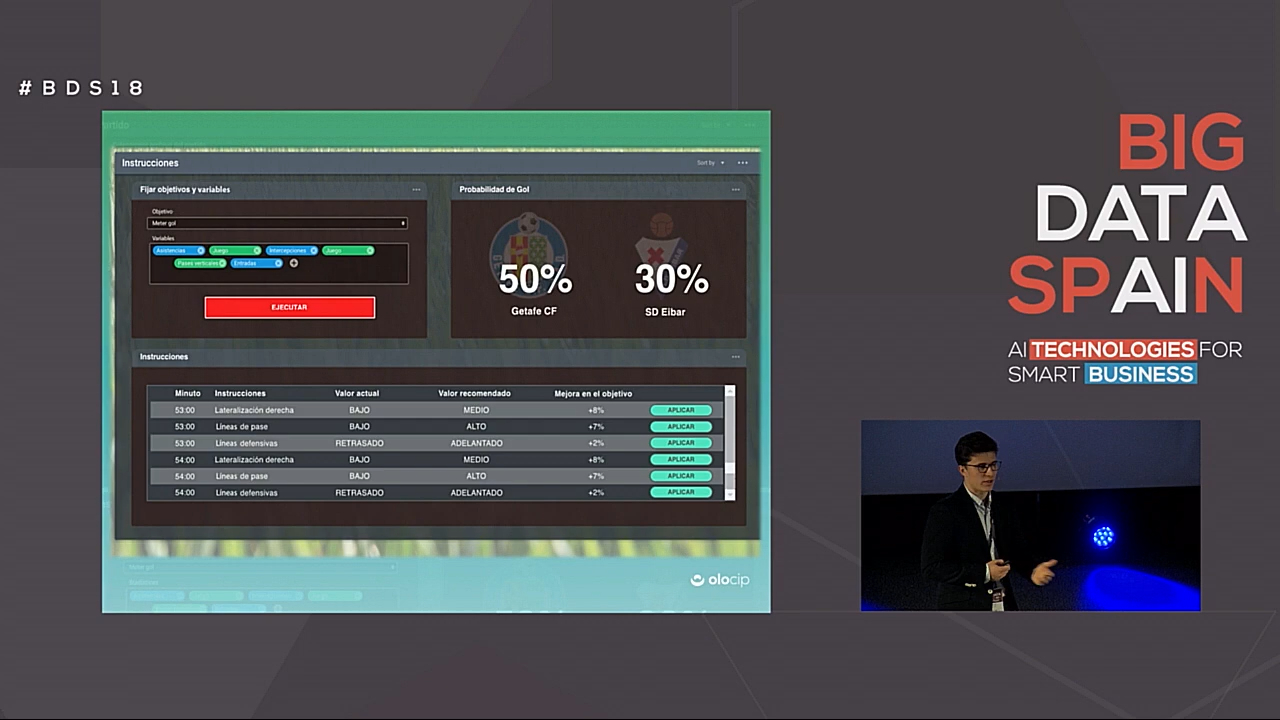 #BDS18
BIG
DATA
SPAIN
AI TECHNOLOGIES FOR
SMART BUSINESS
Instrucciones
Sort by
Fijar objetivos y variables
Objetivo
Meter gol
Variables
Asistencias
Juego
Intercepciones
Juego
Pases verticales
Entradas
EJECUTAR
Probabilidad de Gol
50%
30%
Getafe CF
SD Eibar
Instrucciones
Minuto Instrucciones Valor actual Valor recomendado Mejora en el objetivo
53:00 Lateralización derecha BAJO MEDIO +8% APLICAR
53:00 Líneas de pase BAJO ALTO +7% APLICAR
53:00 Líneas defensivas RETRASADO ADELANTADO +2% APLICAR
54:00 Lateralización derecha BAJO MEDIO +8% APLICAR
54:00 Líneas de pase BAJO ALTO +7% APLICAR
54:00 Líneas defensivas RETRASADO ADELANTADO +2% APLICAR
Meter gol
olocip